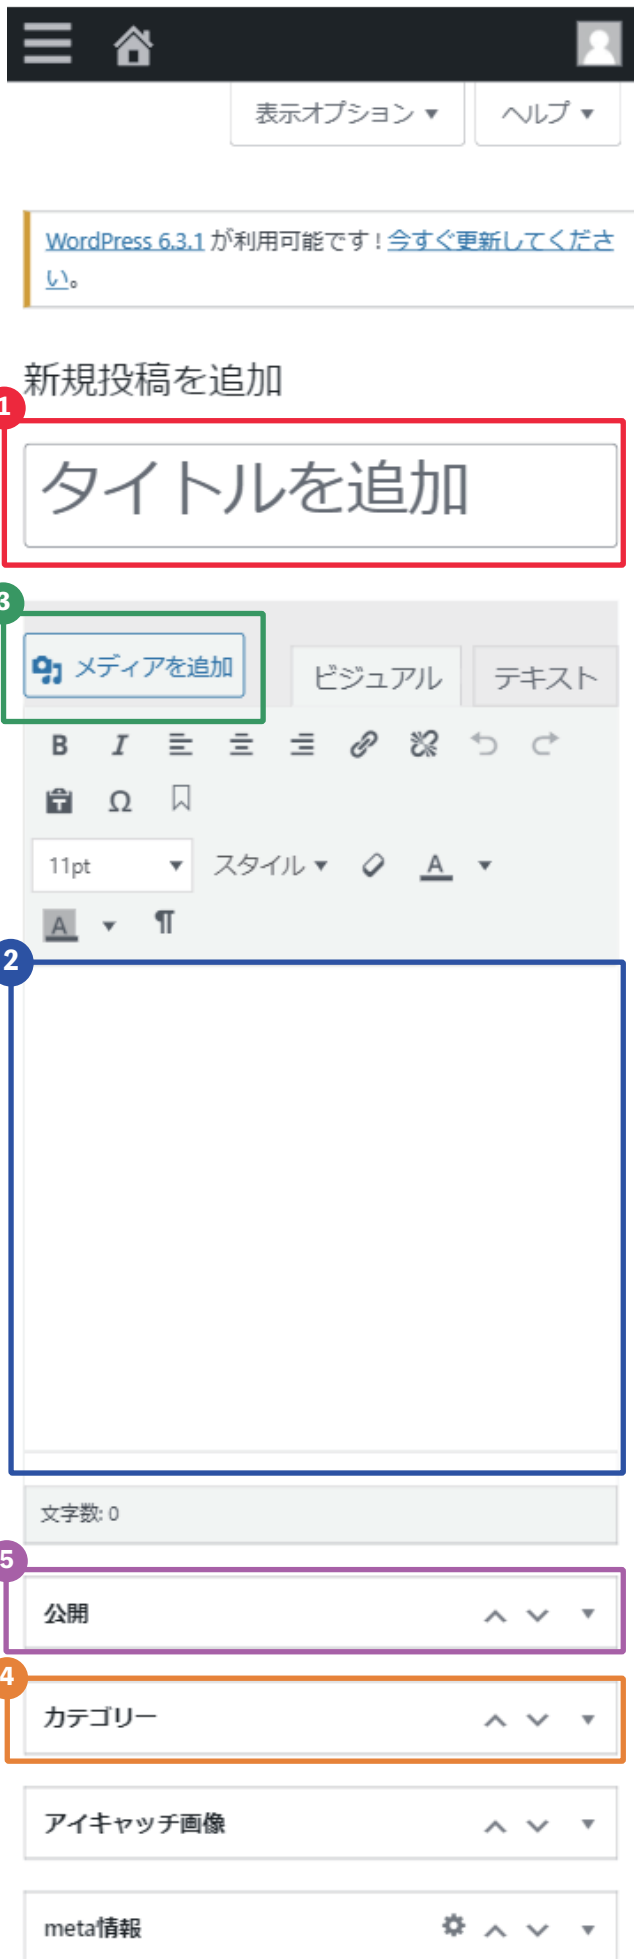 表示オプション ▼ ヘルプ ▼
WordPress 6.3.1 が利用可能です ! 今すぐ更新してくださ
い。
新規投稿を追加
1
タイトルを追加
3
メディアを追加 ビジュアル テキスト
B I
T Ω
11pt ▼ スタイル ▼ A ▼
A ▼ ¶
2
文字数: 0
5
公開
4
カテゴリー
アイキャッチ画像
meta情報